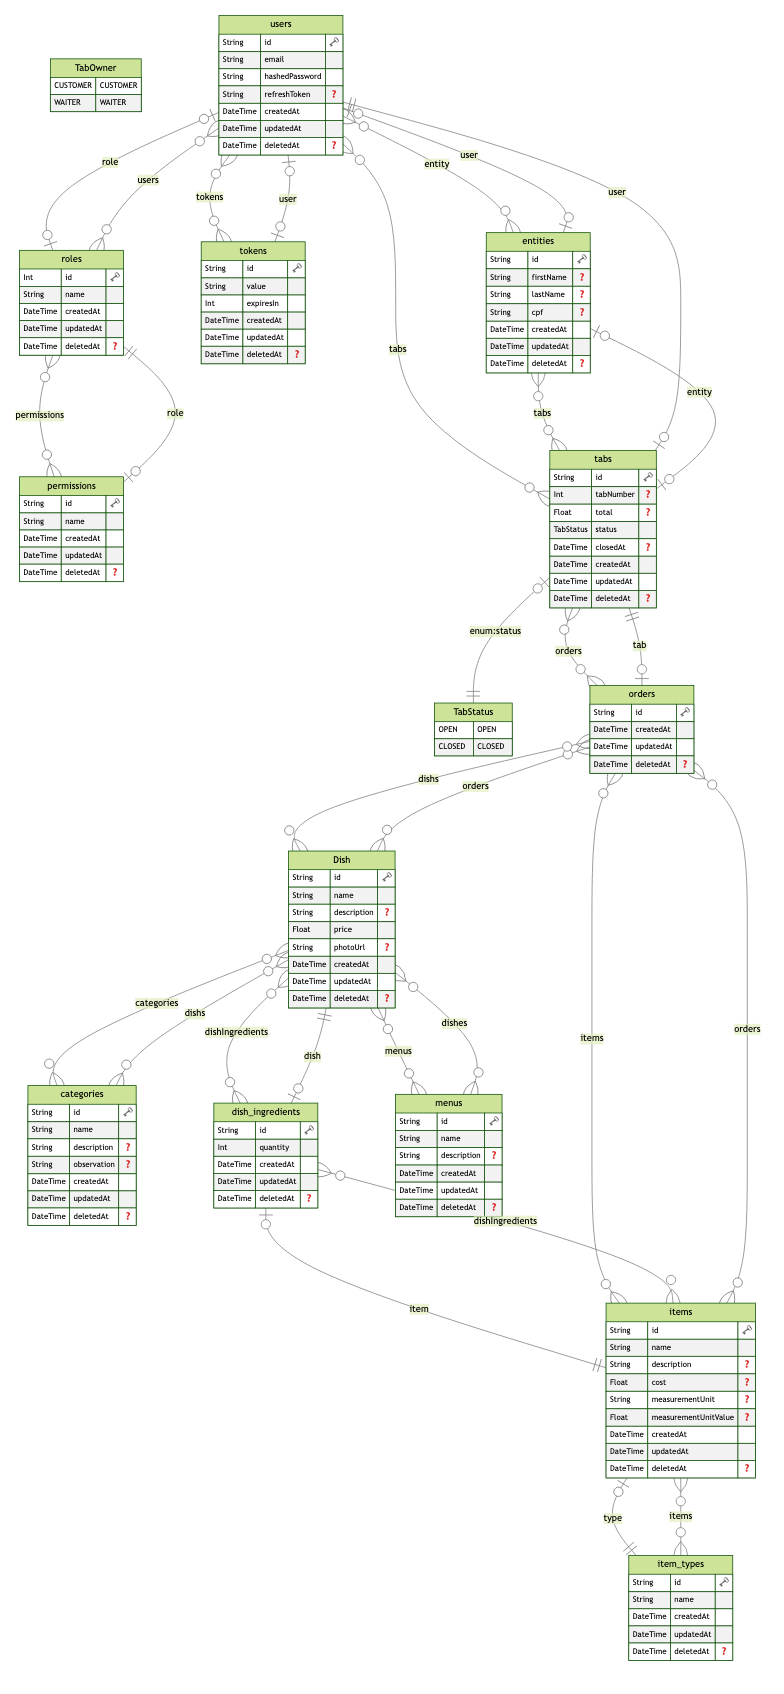 users
String id
String email
String hashedPassword
String refreshToken ?
DateTime createdAt
DateTime updatedAt
DateTime deletedAt ?
TabOwner
CUSTOMER CUSTOMER
WAITER WAITER
role
users
tokens
user
entity
user
user
roles
Int id
String name
DateTime createdAt
DateTime updatedAt
DateTime deletedAt ?
tokens
String id
String value
Int expiresIn
DateTime createdAt
DateTime updatedAt
DateTime deletedAt ?
entities
String id
String firstName ?
String lastName ?
String cpf ?
DateTime createdAt
DateTime updatedAt
DateTime deletedAt ?
tabs
permissions
role
tabs
entity
permissions
String id
String name
DateTime createdAt
DateTime updatedAt
DateTime deletedAt ?
tabs
String id
Int tabNumber ?
Float total ?
TabStatus status
DateTime closedAt ?
DateTime createdAt
DateTime updatedAt
DateTime deletedAt ?
enum:status
orders
tab
TabStatus
OPEN OPEN
CLOSED CLOSED
orders
String id
DateTime createdAt
DateTime updatedAt
DateTime deletedAt ?
dishs
orders
Dish
String id
String name
String description ?
Float price
String photoUrl ?
DateTime createdAt
DateTime updatedAt
DateTime deletedAt ?
categories
dishs
dishIngredients
dish
menus
dishes
items
orders
categories
String id
String name
String description ?
String observation ?
DateTime createdAt
DateTime updatedAt
DateTime deletedAt ?
dish_ingredients
String id
Int quantity
DateTime createdAt
DateTime updatedAt
DateTime deletedAt ?
menus
String id
String name
String description ?
DateTime createdAt
DateTime updatedAt
DateTime deletedAt ?
dishIngredients
item
items
String id
String name
String description ?
Float cost ?
String measurementUnit ?
Float measurementUnitValue ?
DateTime createdAt
DateTime updatedAt
DateTime deletedAt ?
type
items
item_types
String id
String name
DateTime createdAt
DateTime updatedAt
DateTime deletedAt ?